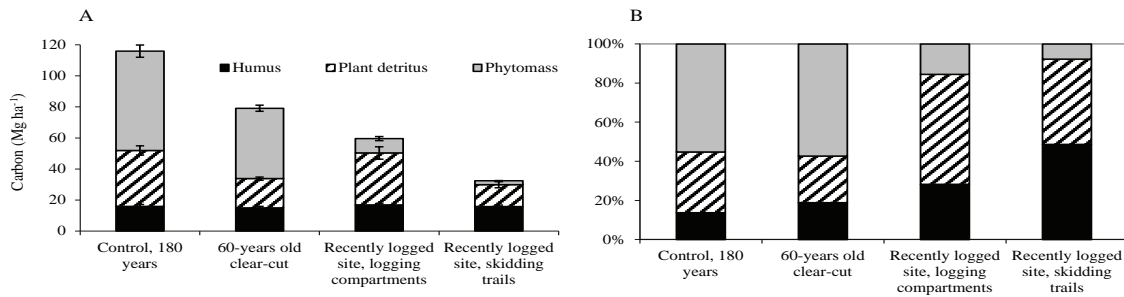 A
Carbon (Mg ha⁻¹)
120
100
80
60
40
20
0
Humus
Plant detritus
Phytomass
Control, 180
years
60-years old
clear-cut
Recently logged
site, logging
compartments
Recently logged
site, skidding
trails
B
100%
80%
60%
40%
20%
0%
Control, 180
years
60-years old
clear-cut
Recently logged
site, logging
compartments
Recently logged
site, skidding
trails